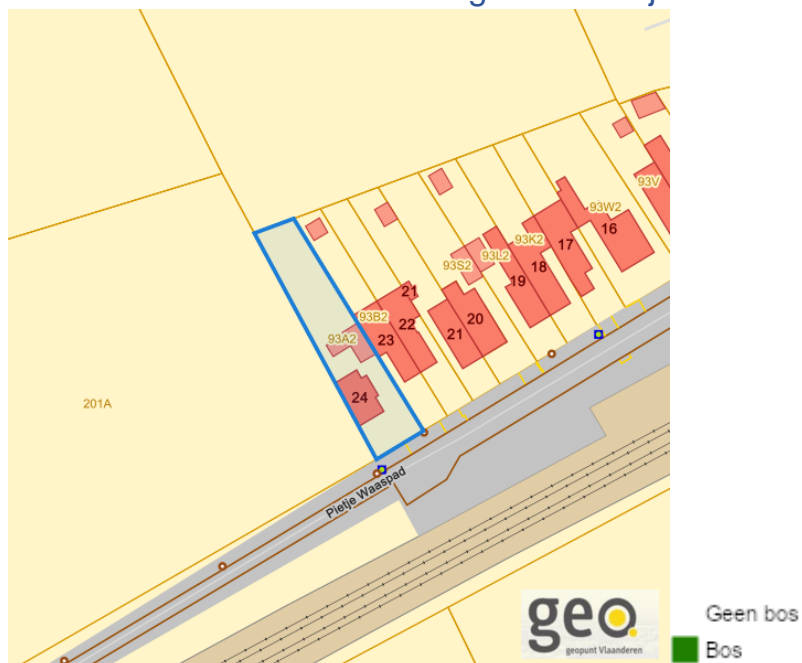 93V
93W2
16
93K2
17
93L2
18
93S2
19
21
20
93B2
22
21
93A2
23
24
201A
Pietje Waaspad
geo.
geopunt Vlaanderen
Geen bos
Bos